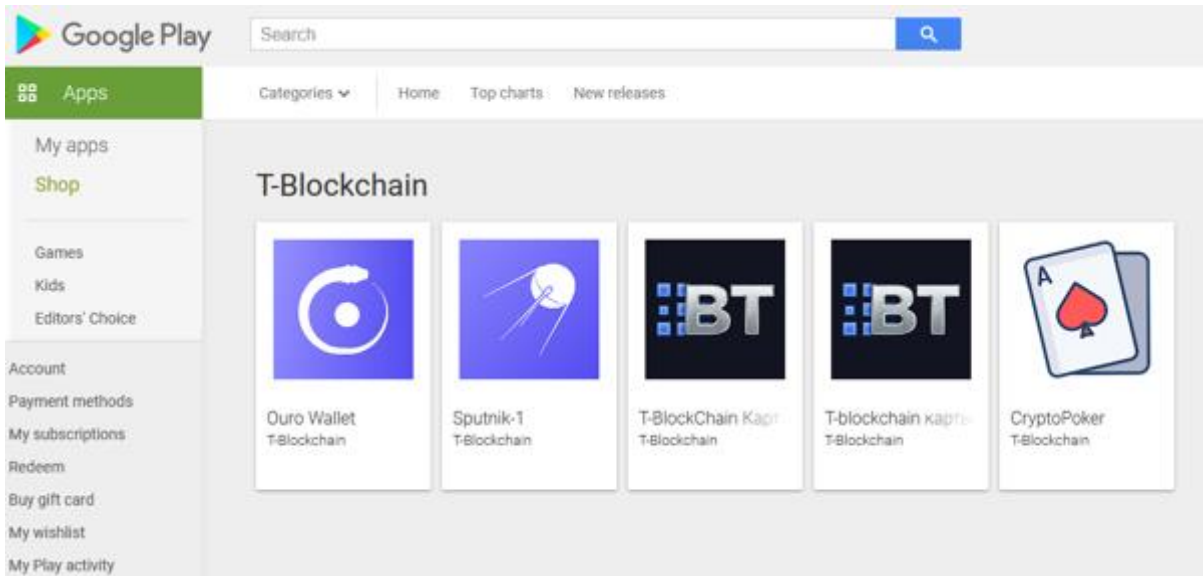 Google Play
Search
Apps
Categories
Home
Top charts
New releases
My apps
Shop
Games
Kids
Editors' Choice
Account
Payment methods
My subscriptions
Redeem
Buy gift card
My wishlist
My Play activity
T-Blockchain
BT
BT
A
Ouro Wallet
T-Blockchain
Sputnik-1
T-Blockchain
T-BlockChain Карт
T-Blockchain
T-blockchain карт
T-Blockchain
CryptoPoker
T-Blockchain